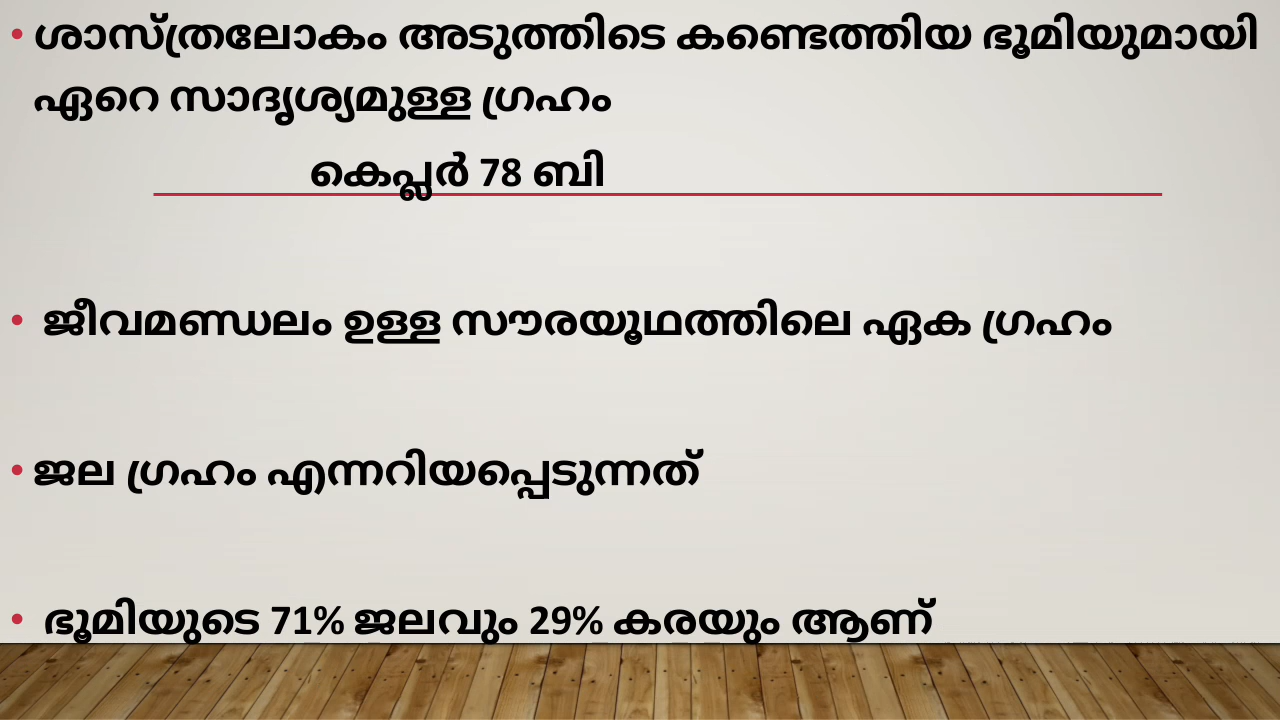 • ശാസ്ത്രലോകം അടുത്തിടെ കണ്ടെത്തിയ ഭൂമിയുമായി
ഏറെ സാദൃശ്യമുള്ള ഗ്രഹം
കെപ്ലർ 78 ബി
• ജീവമണ്ഡലം ഉള്ള സൗരയൂഥത്തിലെ ഏക ഗ്രഹം
• ജല ഗ്രഹം എന്നറിയപ്പെടുന്നത്
• ഭൂമിയുടെ 71% ജലവും 29% കരയും ആണ്